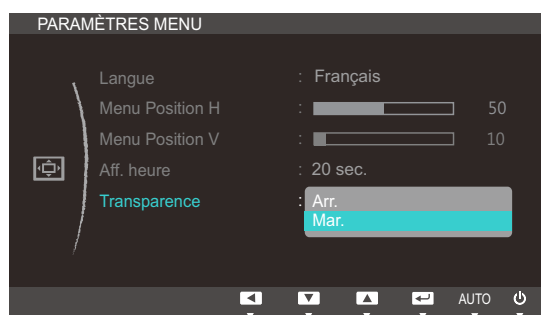 PARAMÈTRES MENU
Langue : Français
Menu Position H : 50
Menu Position V : 10
Aff. heure : 20 sec.
Transparence : Arr.
Mar.
AUTO